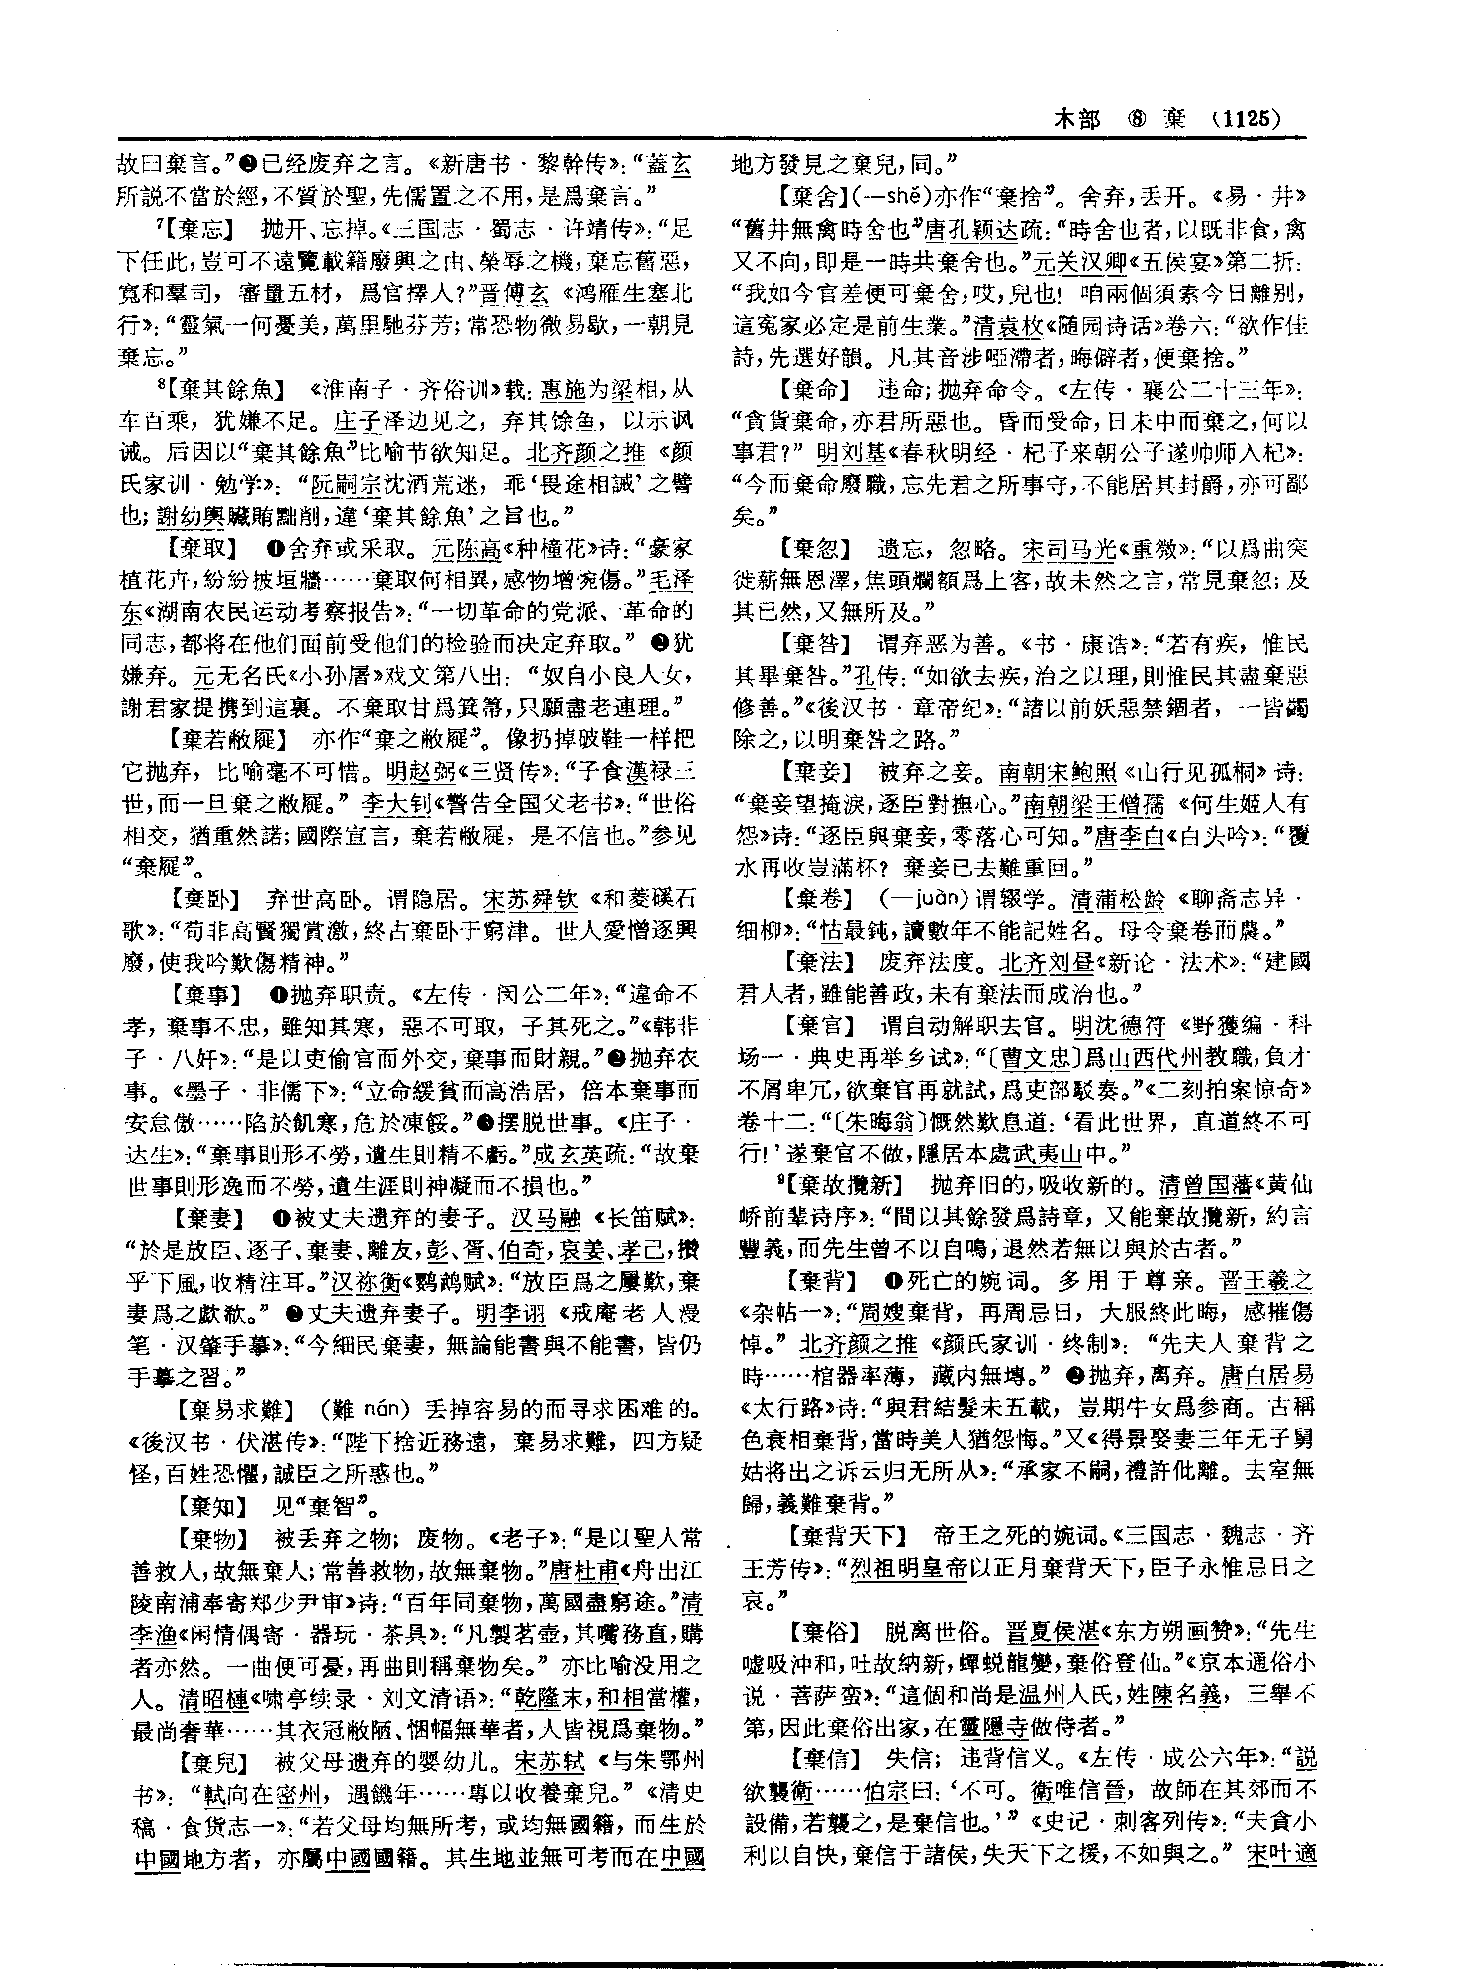 木部 ⑧ 棄 (1125)
故曰棄言。”❷已经废弃之言。《新唐书·黎幹传》：“蓋玄
所説不當於經，不質於聖，先儒置之不用，是爲棄言。”
7【棄忘】 抛开、忘掉。《三国志·蜀志·许靖传》：“足
下任此，豈可不遠覽載籍廢興之由、榮辱之機，棄忘舊惡，
寬和羣司，審量五材，爲官擇人？”晋傅玄《鸿雁生塞北
行》：“靈氣一何憂美，萬里馳芬芳；常恐物微易歇，一朝見
棄忘。”
8【棄其餘魚】 《淮南子·齐俗训》载：惠施为梁相，从
车百乘，犹嫌不足。庄子泽边见之，弃其馀鱼，以示讽
诫。后因以“棄其餘魚”比喻节欲知足。北齐颜之推《颜
氏家训·勉学》：“阮嗣宗沈酒荒迷，乖‘畏途相誡’之譬
也；謝幼輿贓賄黜削，違‘棄其餘魚’之旨也。”
【棄取】 ❶舍弃或采取。元陈高《种橦花》诗：“豪家
植花卉，紛紛披垣牆……棄取何相異，感物增惋傷。”毛泽
东《湖南农民运动考察报告》：“一切革命的党派、革命的
同志，都将在他们面前受他们的检验而决定弃取。” ❷犹
嫌弃。元无名氏《小孙屠》戏文第八出：“奴自小良人女，
謝君家提携到這裏。不棄取甘爲箕箒，只願盡老連理。”
【棄若敝屣】 亦作“棄之敝屣”。像扔掉破鞋一样把
它抛弃，比喻毫不可惜。明赵弼《三贤传》：“子食漢禄三
世，而一旦棄之敝屣。” 李大钊《警告全国父老书》：“世俗
相交，猶重然諾；國際宣言，棄若敝屣，是不信也。”参见
“棄屣”。
【棄卧】 弃世高卧。谓隐居。宋苏舜钦《和菱磎石
歌》：“苟非高賢獨賞激，終古棄卧于窮津。世人愛憎逐興
廢，使我吟歎傷精神。”
【棄事】 ❶抛弃职责。《左传·闵公二年》：“違命不
孝，棄事不忠，雖知其寒，惡不可取，子其死之。”《韩非
子·八奸》：“是以吏偷官而外交，棄事而財親。”❷抛弃农
事。《墨子·非儒下》：“立命緩貧而高浩居，倍本棄事而
安怠傲……陷於飢寒，危於凍餒。”❸摆脱世事。《庄子·
达生》：“棄事則形不勞，遺生則精不虧。”成玄英疏：“故棄
世事則形逸而不勞，遺生涯則神凝而不損也。”
【棄妻】 ❶被丈夫遗弃的妻子。汉马融《长笛赋》：
“於是放臣、逐子、棄妻、離友，彭、胥、伯奇，哀姜、孝己，攢
乎下風，收精注耳。”汉祢衡《鹦鹉赋》：“放臣爲之屢歎，棄
妻爲之歔欷。” ❷丈夫遗弃妻子。明李诩《戒庵老人漫
笔·汉肇手摹》：“今細民棄妻，無論能書與不能書，皆仍
手摹之習。”
【棄易求難】 （難 nán）丢掉容易的而寻求困难的。
《後汉书·伏湛传》：“陛下捨近務遠，棄易求難，四方疑
怪，百姓恐懼，誠臣之所惑也。”
【棄知】 见“棄智”。
【棄物】 被丢弃之物；废物。《老子》：“是以聖人常
善救人，故無棄人；常善救物，故無棄物。”唐杜甫《舟出江
陵南浦奉寄郑少尹审》诗：“百年同棄物，萬國盡窮途。”清
李渔《闲情偶寄·器玩·茶具》：“凡製茗壺，其嘴務直，購
者亦然。一曲便可憂，再曲則稱棄物矣。” 亦比喻没用之
人。清昭槤《啸亭续录·刘文清语》：“乾隆末，和相當權，
最尚奢華……其衣冠敝陋、悃愊無華者，人皆視爲棄物。”
【棄兒】 被父母遗弃的婴幼儿。宋苏轼《与朱鄂州
书》：“軾向在密州，遇饑年……專以收養棄兒。”《清史
稿·食货志一》：“若父母均無所考，或均無國籍，而生於
中國地方者，亦屬中國國籍。其生地並無可考而在中國
地方發見之棄兒，同。”
【棄舍】（—shě）亦作“棄捨”。舍弃，丢开。《易·井》
“舊井無禽時舍也”唐孔颖达疏：“時舍也者，以既非食，禽
又不向，即是一時共棄舍也。”元关汉卿《五侯宴》第二折：
“我如今官差便可棄舍，哎，兒也！咱兩個須索今日離别，
這寃家必定是前生業。”清袁枚《随园诗话》卷六：“欲作佳
詩，先選好韻。凡其音涉啞滯者，晦僻者，便棄捨。”
【棄命】 违命；抛弃命令。《左传·襄公二十三年》：
“貪貨棄命，亦君所惡也。昏而受命，日未中而棄之，何以
事君？” 明刘基《春秋明经·杞子来朝公子遂帅师入杞》：
“今而棄命廢職，忘先君之所事守，不能居其封爵，亦可鄙
矣。”
【棄忽】 遗忘，忽略。宋司马光《重微》：“以爲曲突
徙薪無恩澤，焦頭爛額爲上客，故未然之言，常見棄忽；及
其已然，又無所及。”
【棄咎】 谓弃恶为善。《书·康诰》：“若有疾，惟民
其畢棄咎。”孔传：“如欲去疾，治之以理，則惟民其盡棄惡
修善。”《後汉书·章帝纪》：“諸以前妖惡禁錮者，一皆蠲
除之，以明棄咎之路。”
【棄妾】 被弃之妾。南朝宋鲍照《山行见孤桐》诗：
“棄妾望掩淚，逐臣對撫心。”南朝梁王僧孺《何生姬人有
怨》诗：“逐臣與棄妾，零落心可知。”唐李白《白头吟》：“覆
水再收豈滿杯？棄妾已去難重回。”
【棄卷】 （—juàn）谓辍学。清蒲松龄《聊斋志异·
细柳》：“怙最鈍，讀數年不能記姓名。母令棄卷而農。”
【棄法】 废弃法度。北齐刘昼《新论·法术》：“建國
君人者，雖能善政，未有棄法而成治也。”
【棄官】 谓自动解职去官。明沈德符《野獲编·科
场一·典史再举乡试》：“〔曹文忠〕爲山西代州教職，負才
不屑卑冗，欲棄官再就試，爲吏部駁奏。”《二刻拍案惊奇》
卷十二：“〔朱晦翁〕慨然歎息道：‘看此世界，直道終不可
行！’遂棄官不做，隱居本處武夷山中。”
9【棄故攬新】 抛弃旧的，吸收新的。清曾国藩《黄仙
峤前辈诗序》：“間以其餘發爲詩章，又能棄故攬新，約言
豐義，而先生曾不以自鳴，退然若無以與於古者。”
【棄背】 ❶死亡的婉词。多用于尊亲。晋王羲之
《杂帖一》：“周嫂棄背，再周忌日，大服終此晦，感摧傷
悼。” 北齐颜之推《颜氏家训·终制》：“先夫人棄背之
時……棺器率薄，藏内無塼。” ❷抛弃，离弃。唐白居易
《太行路》诗：“與君結髮未五載，豈期牛女爲参商。古稱
色衰相棄背，當時美人猶怨悔。”又《得景娶妻三年无子舅
姑将出之诉云归无所从》：“承家不嗣，禮許仳離。去室無
歸，義難棄背。”
【棄背天下】 帝王之死的婉词。《三国志·魏志·齐
王芳传》：“烈祖明皇帝以正月棄背天下，臣子永惟忌日之
哀。”
【棄俗】 脱离世俗。晋夏侯湛《东方朔画赞》：“先生
嘘吸沖和，吐故納新，蟬蜕龍變，棄俗登仙。”《京本通俗小
说·菩萨蛮》：“這個和尚是温州人氏，姓陳名義，三舉不
第，因此棄俗出家，在靈隱寺做侍者。”
【棄信】 失信；违背信义。《左传·成公六年》：“説
欲襲衛……伯宗曰：‘不可。衛唯信晉，故師在其郊而不
設備，若襲之，是棄信也。’”《史记·刺客列传》：“夫貪小
利以自快，棄信于諸侯，失天下之援，不如與之。” 宋叶適